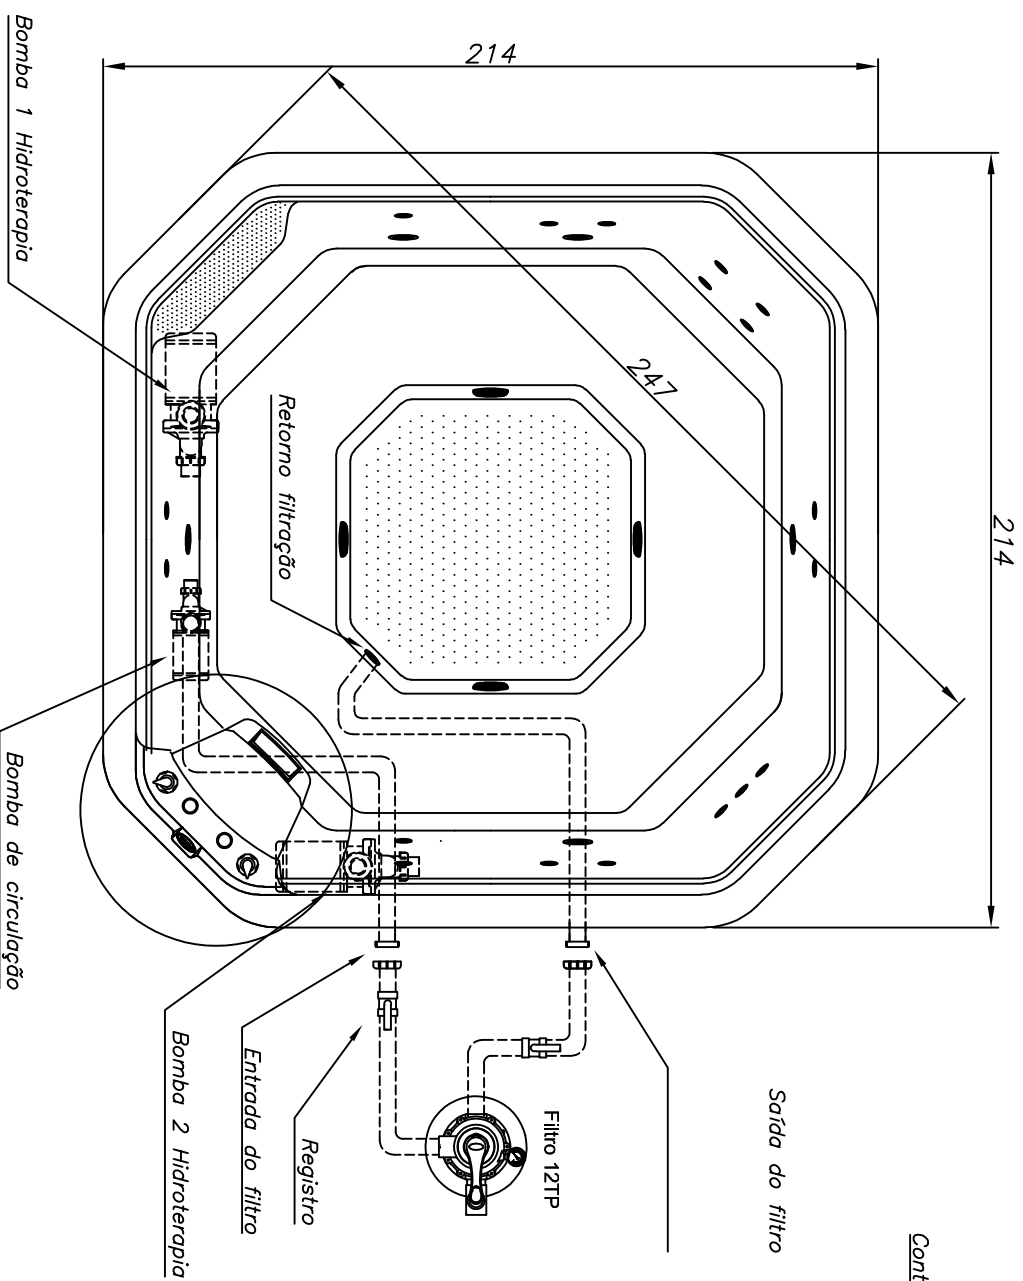 214
214
247
Bomba 1 Hidroterapia
Retorno filtração
Bomba de circulação
Bomba 2 Hidroterapia
Entrada do filtro
Registro
Filtro 12TP
Saída do filtro
Cont